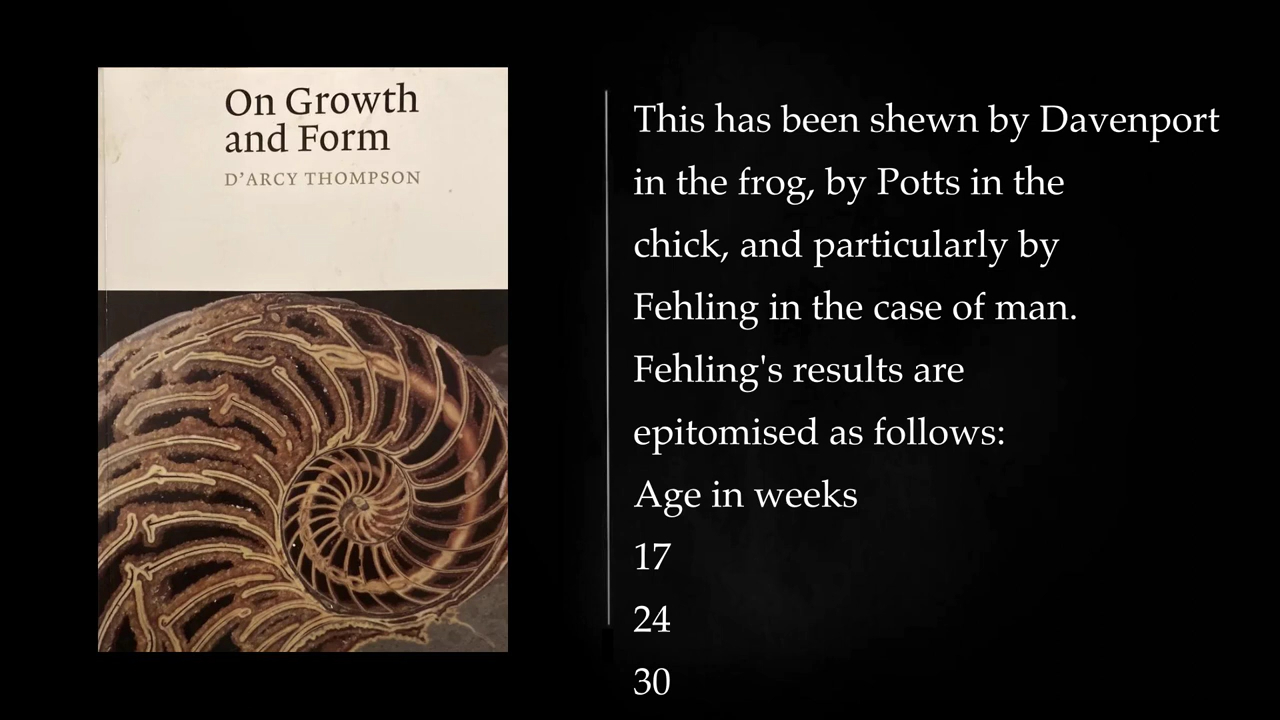 On Growth
and Form
D'ARCY THOMPSON
This has been shewn by Davenport
in the frog, by Potts in the
chick, and particularly by
Fehling in the case of man.
Fehling's results are
epitomised as follows:
Age in weeks
17
24
30